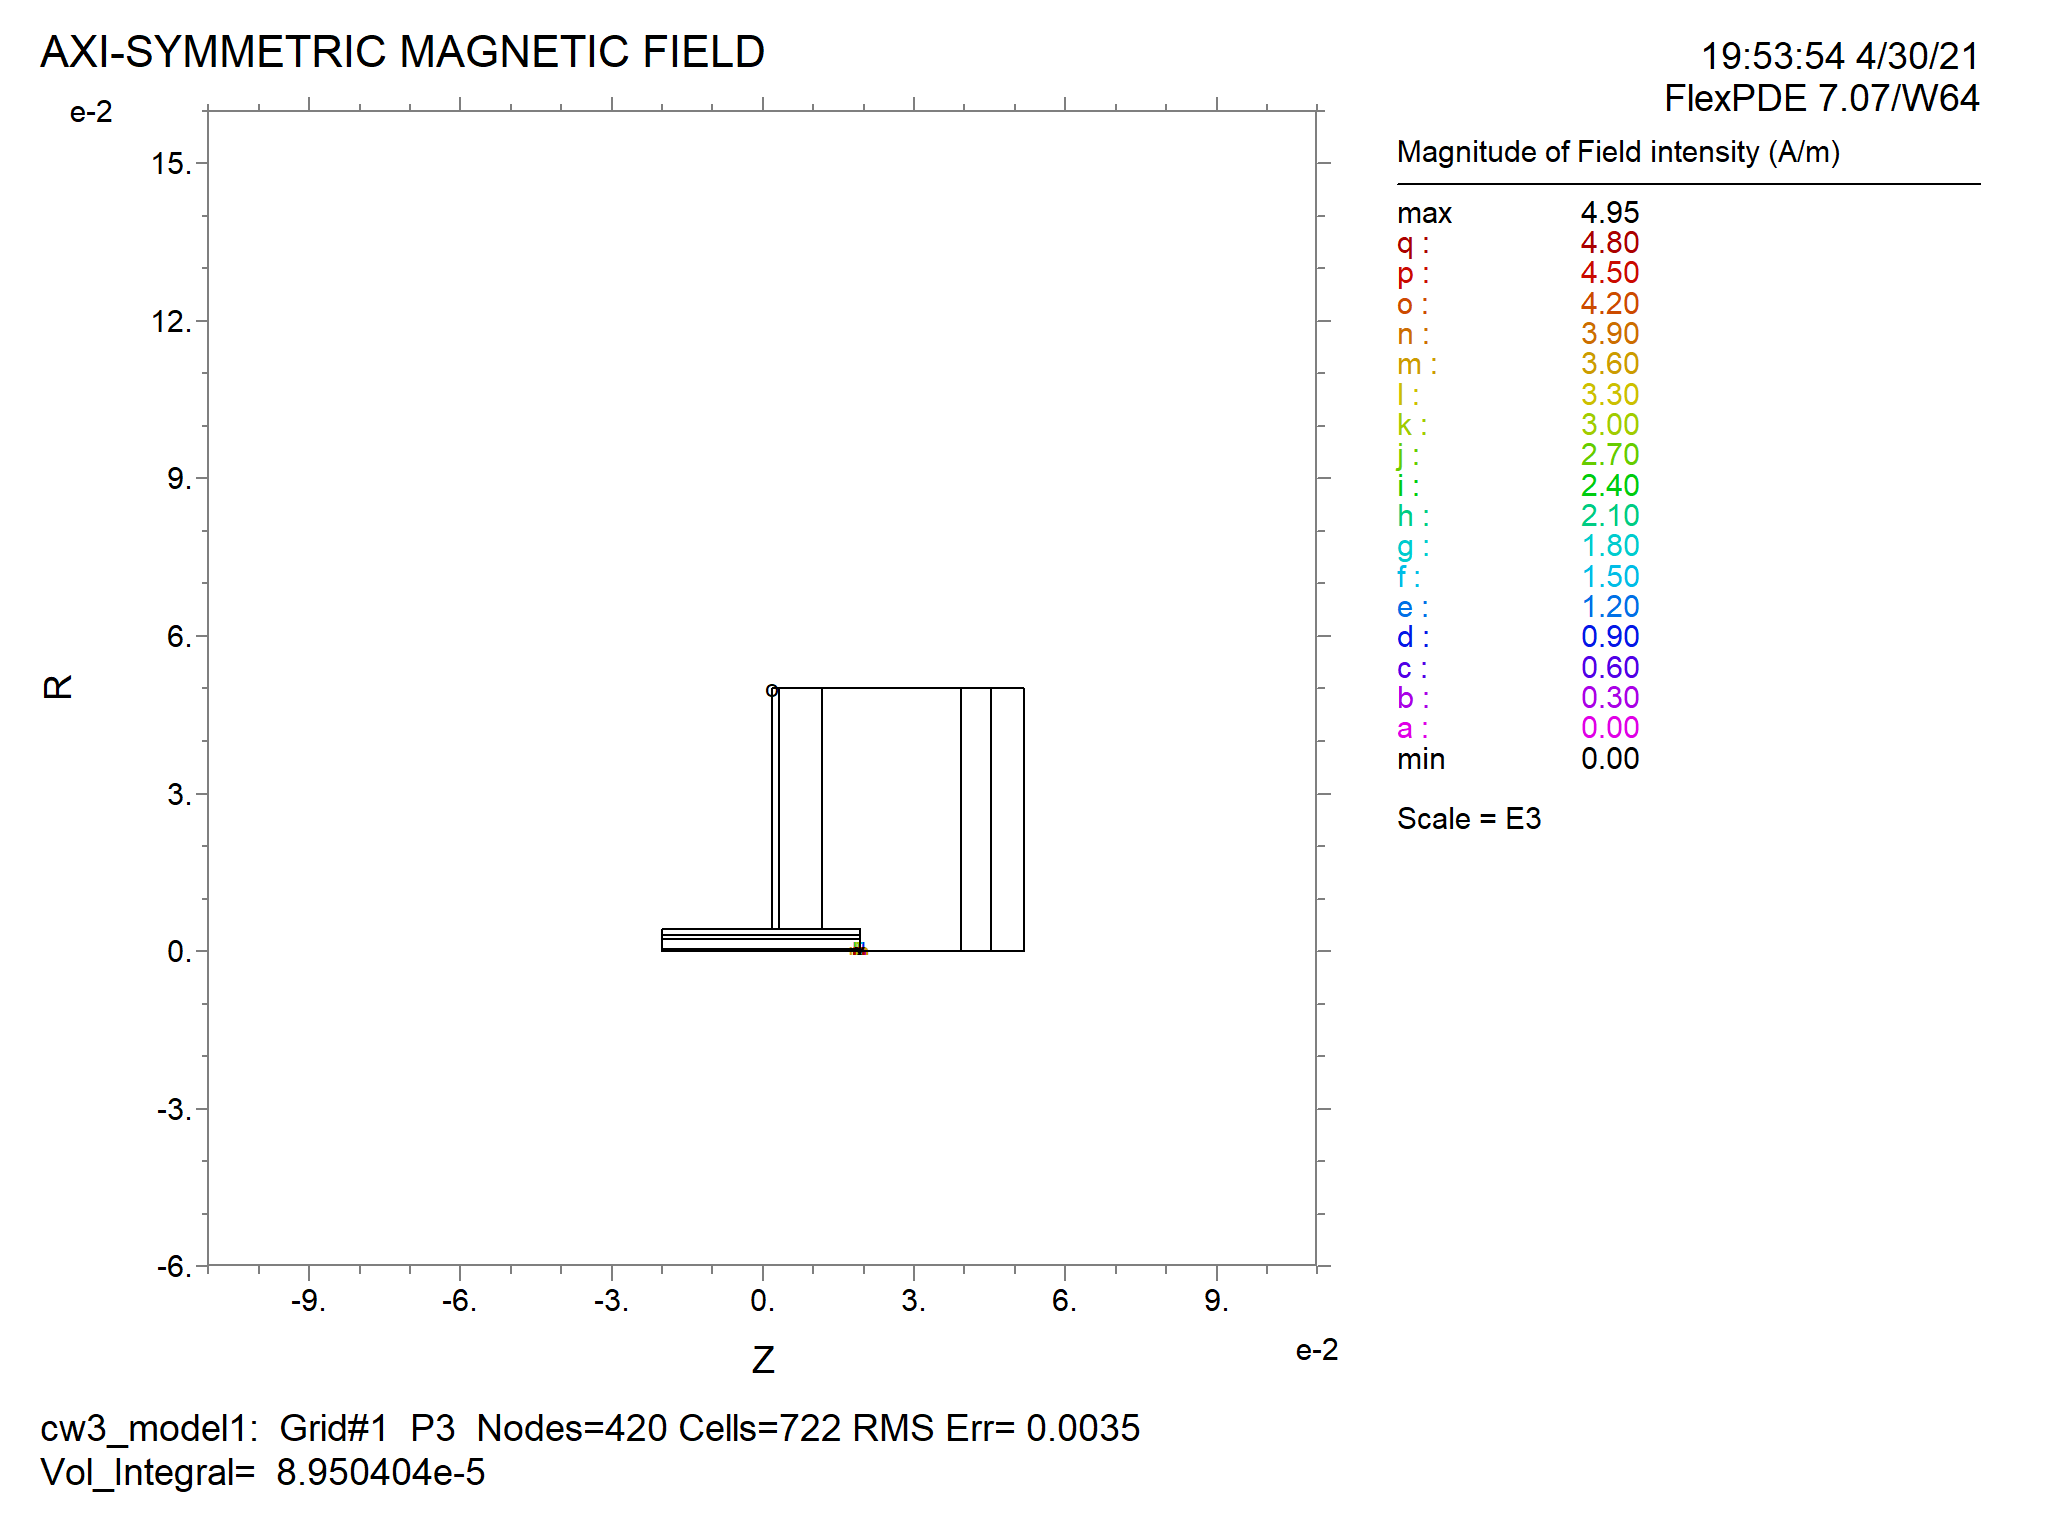 AXI-SYMMETRIC MAGNETIC FIELD
19:53:54 4/30/21
FlexPDE 7.07/W64
e-2
15.
12.
9.
6.
3.
0.
-3.
-6.
R
-9. -6. -3. 0. 3. 6. 9.
Z
e-2
o
Magnitude of Field intensity (A/m)
max 4.95
q : 4.80
p : 4.50
o : 4.20
n : 3.90
m : 3.60
l : 3.30
k : 3.00
j : 2.70
i : 2.40
h : 2.10
g : 1.80
f : 1.50
e : 1.20
d : 0.90
c : 0.60
b : 0.30
a : 0.00
min 0.00
Scale = E3
cw3_model1: Grid#1 P3 Nodes=420 Cells=722 RMS Err= 0.0035
Vol_Integral= 8.950404e-5